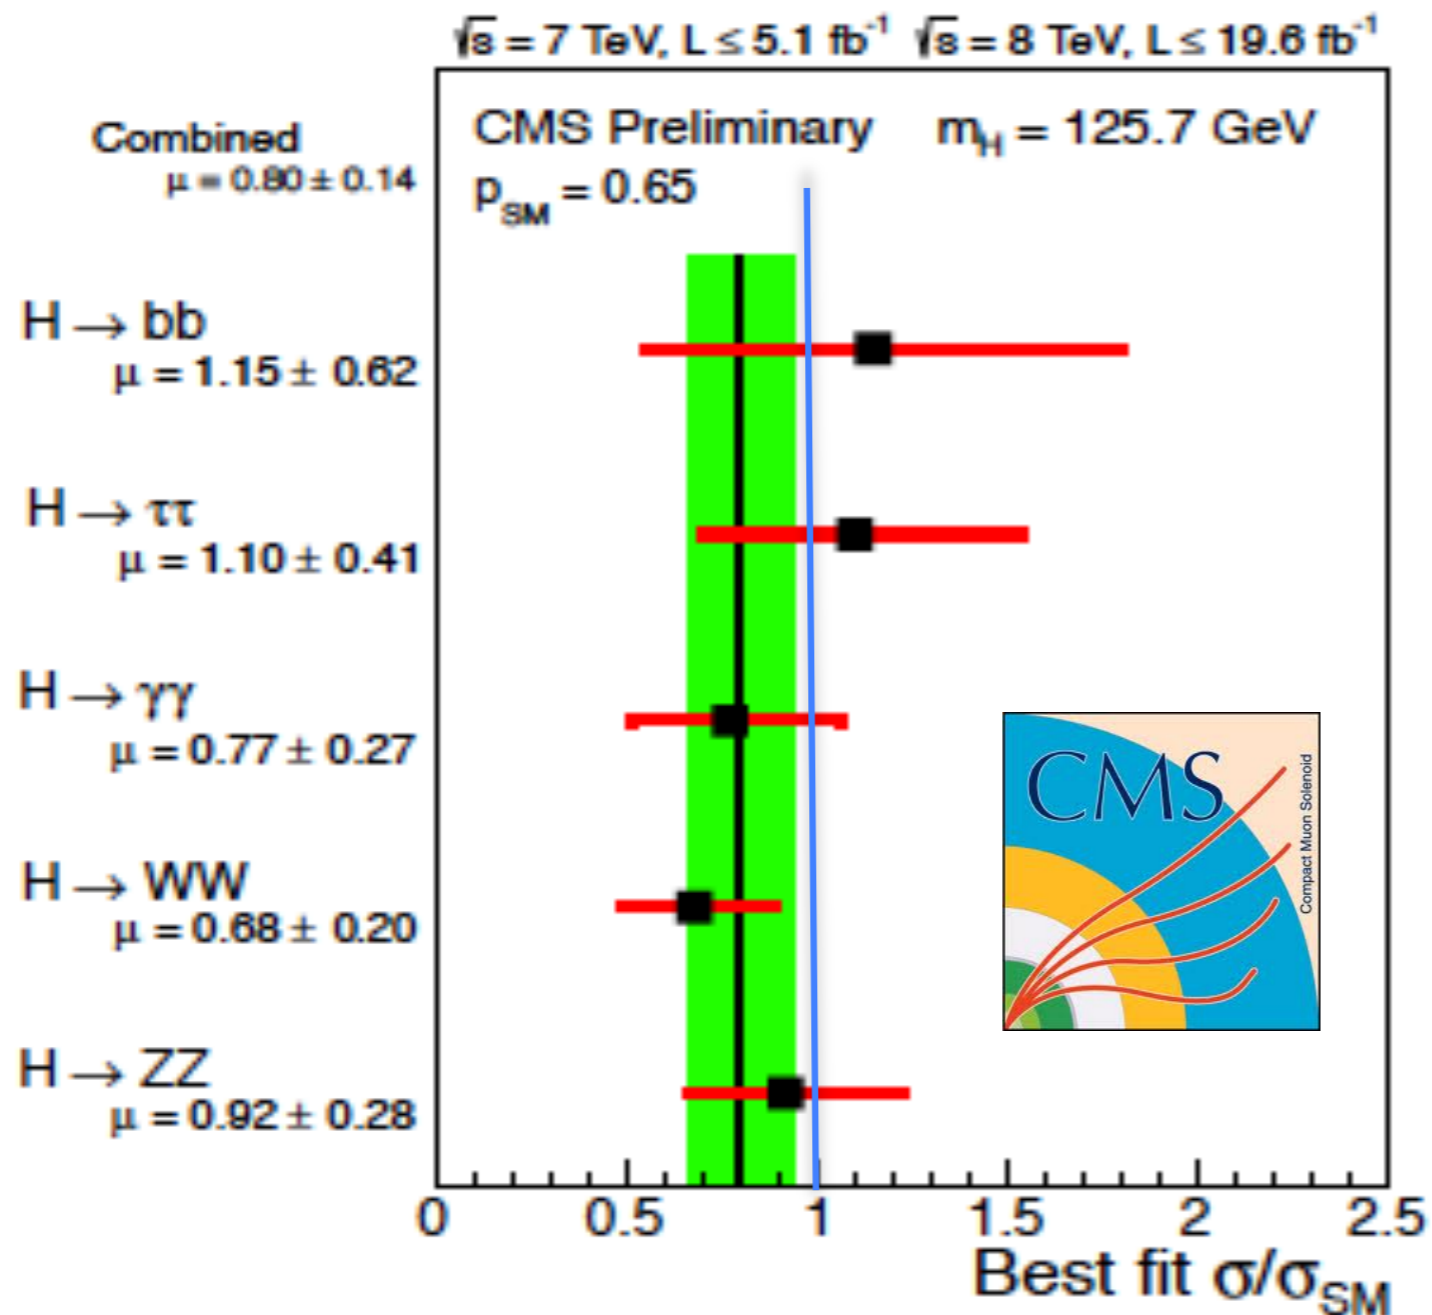 √s = 7 TeV, L ≤ 5.1 fb⁻¹ √s = 8 TeV, L ≤ 19.6 fb⁻¹
CMS Preliminary m_H = 125.7 GeV
p_SM = 0.65
Combined
μ = 0.80 ± 0.14
H → bb
μ = 1.15 ± 0.62
H → ττ
μ = 1.10 ± 0.41
H → γγ
μ = 0.77 ± 0.27
H → WW
μ = 0.68 ± 0.20
H → ZZ
μ = 0.92 ± 0.28
CMS
Compact Muon Solenoid
0 0.5 1 1.5 2 2.5
Best fit σ/σ_SM